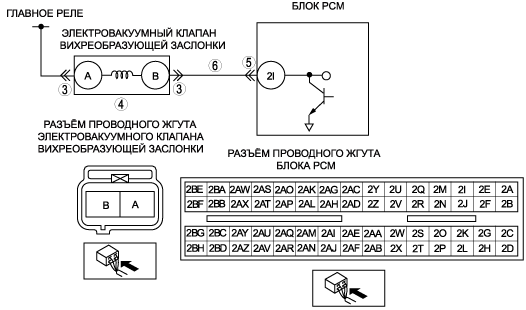 БЛОК PCM
ГЛАВНОЕ РЕЛЕ
ЭЛЕКТРОВАКУУМНЫЙ КЛАПАН
ВИХРЕОБРАЗУЮЩЕЙ ЗАСЛОНКИ
A B 2I
3 3 6 5
4
РАЗЪЁМ ПРОВОДНОГО ЖГУТА
ЭЛЕКТРОВАКУУМНОГО КЛАПАНА
ВИХРЕОБРАЗУЮЩЕЙ ЗАСЛОНКИ
B A
РАЗЪЁМ ПРОВОДНОГО ЖГУТА
БЛОКА PCM
2BE 2BA 2AW 2AS 2AO 2AK 2AG 2AC 2Y 2U 2Q 2M 2I 2E 2A
2BF 2BB 2AX 2AT 2AP 2AL 2AH 2AD 2Z 2V 2R 2N 2J 2F 2B
2BG 2BC 2AY 2AU 2AQ 2AM 2AI 2AE 2AA 2W 2S 2O 2K 2G 2C
2BH 2BD 2AZ 2AV 2AR 2AN 2AJ 2AF 2AB 2X 2T 2P 2L 2H 2D